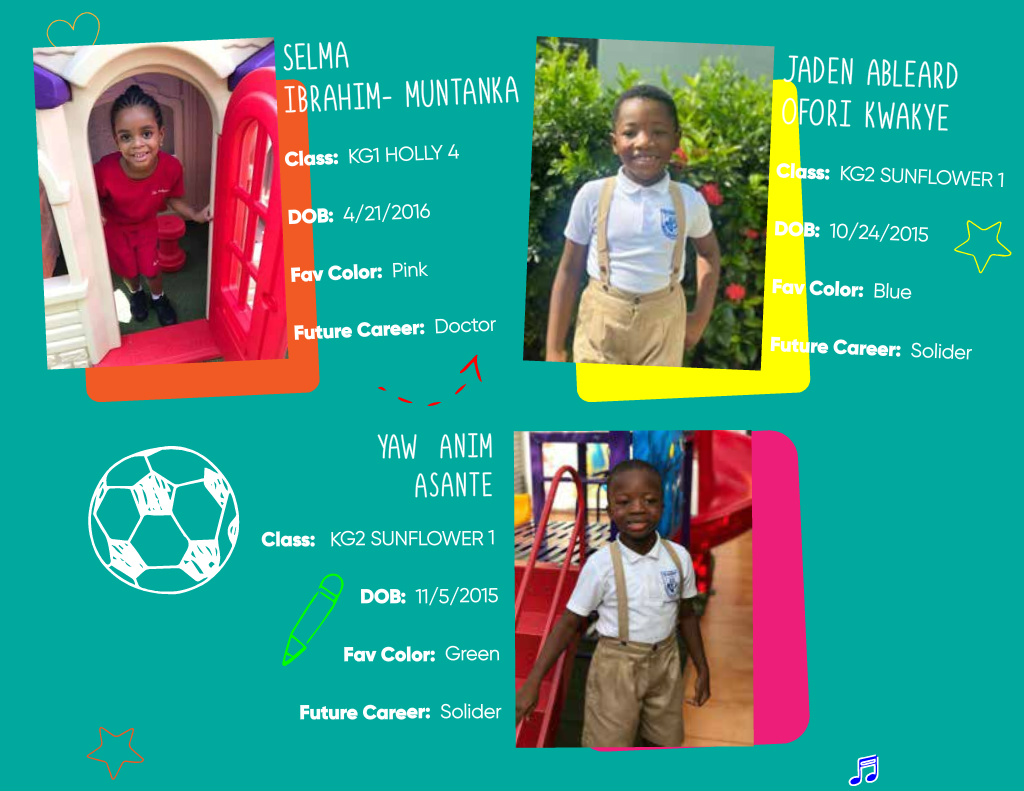 SELMA
IBRAHIM- MUNTANKA
Class: KG1 HOLLY 4
DOB: 4/21/2016
Fav Color: Pink
Future Career: Doctor
JADEN ABLEARD
OFORI KWAKYE
Class: KG2 SUNFLOWER 1
DOB: 10/24/2015
Fav Color: Blue
Future Career: Solider
YAW ANIM
ASANTE
Class: KG2 SUNFLOWER 1
DOB: 11/5/2015
Fav Color: Green
Future Career: Solider